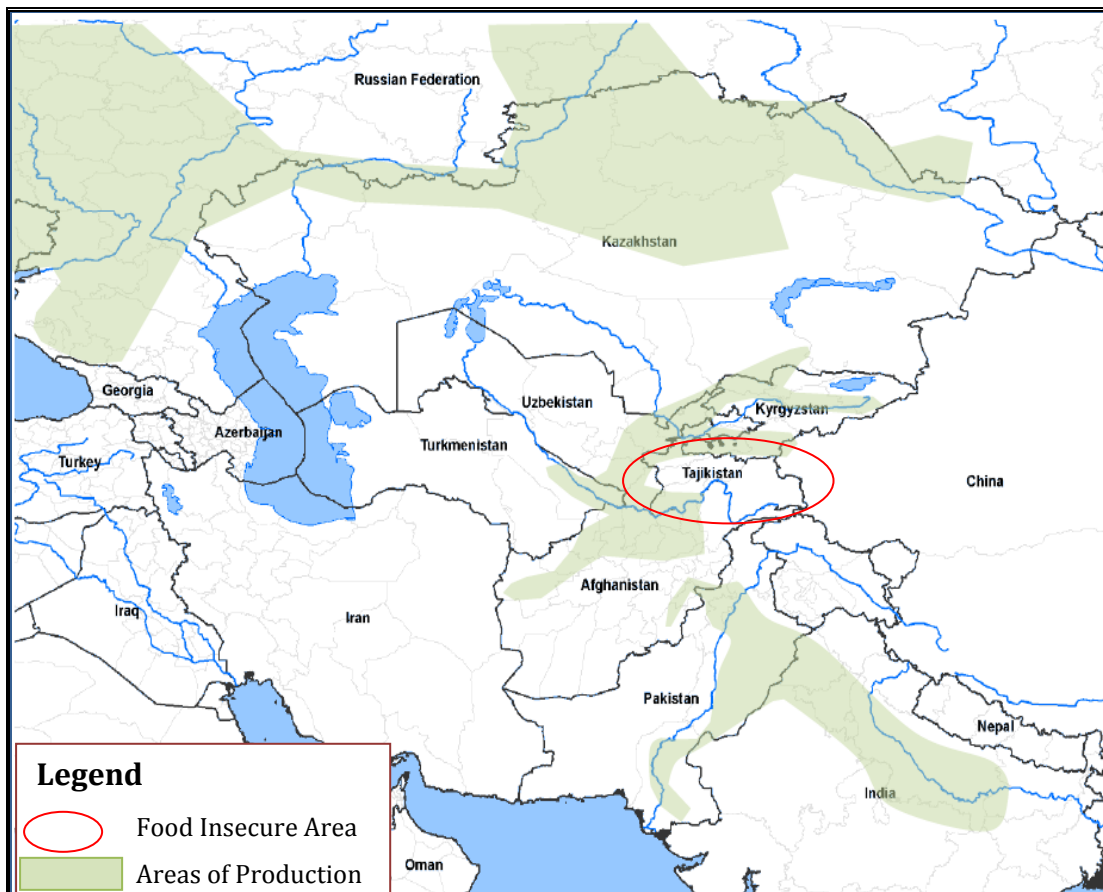 Russian Federation
Kazakhstan
Georgia
Uzbekistan
Kyrgyzstan
Azerbaijan
Turkmenistan
Turkey
Tajikistan
China
Afghanistan
Iraq
Iran
Pakistan
Nepal
India
Oman
Legend
Food Insecure Area
Areas of Production